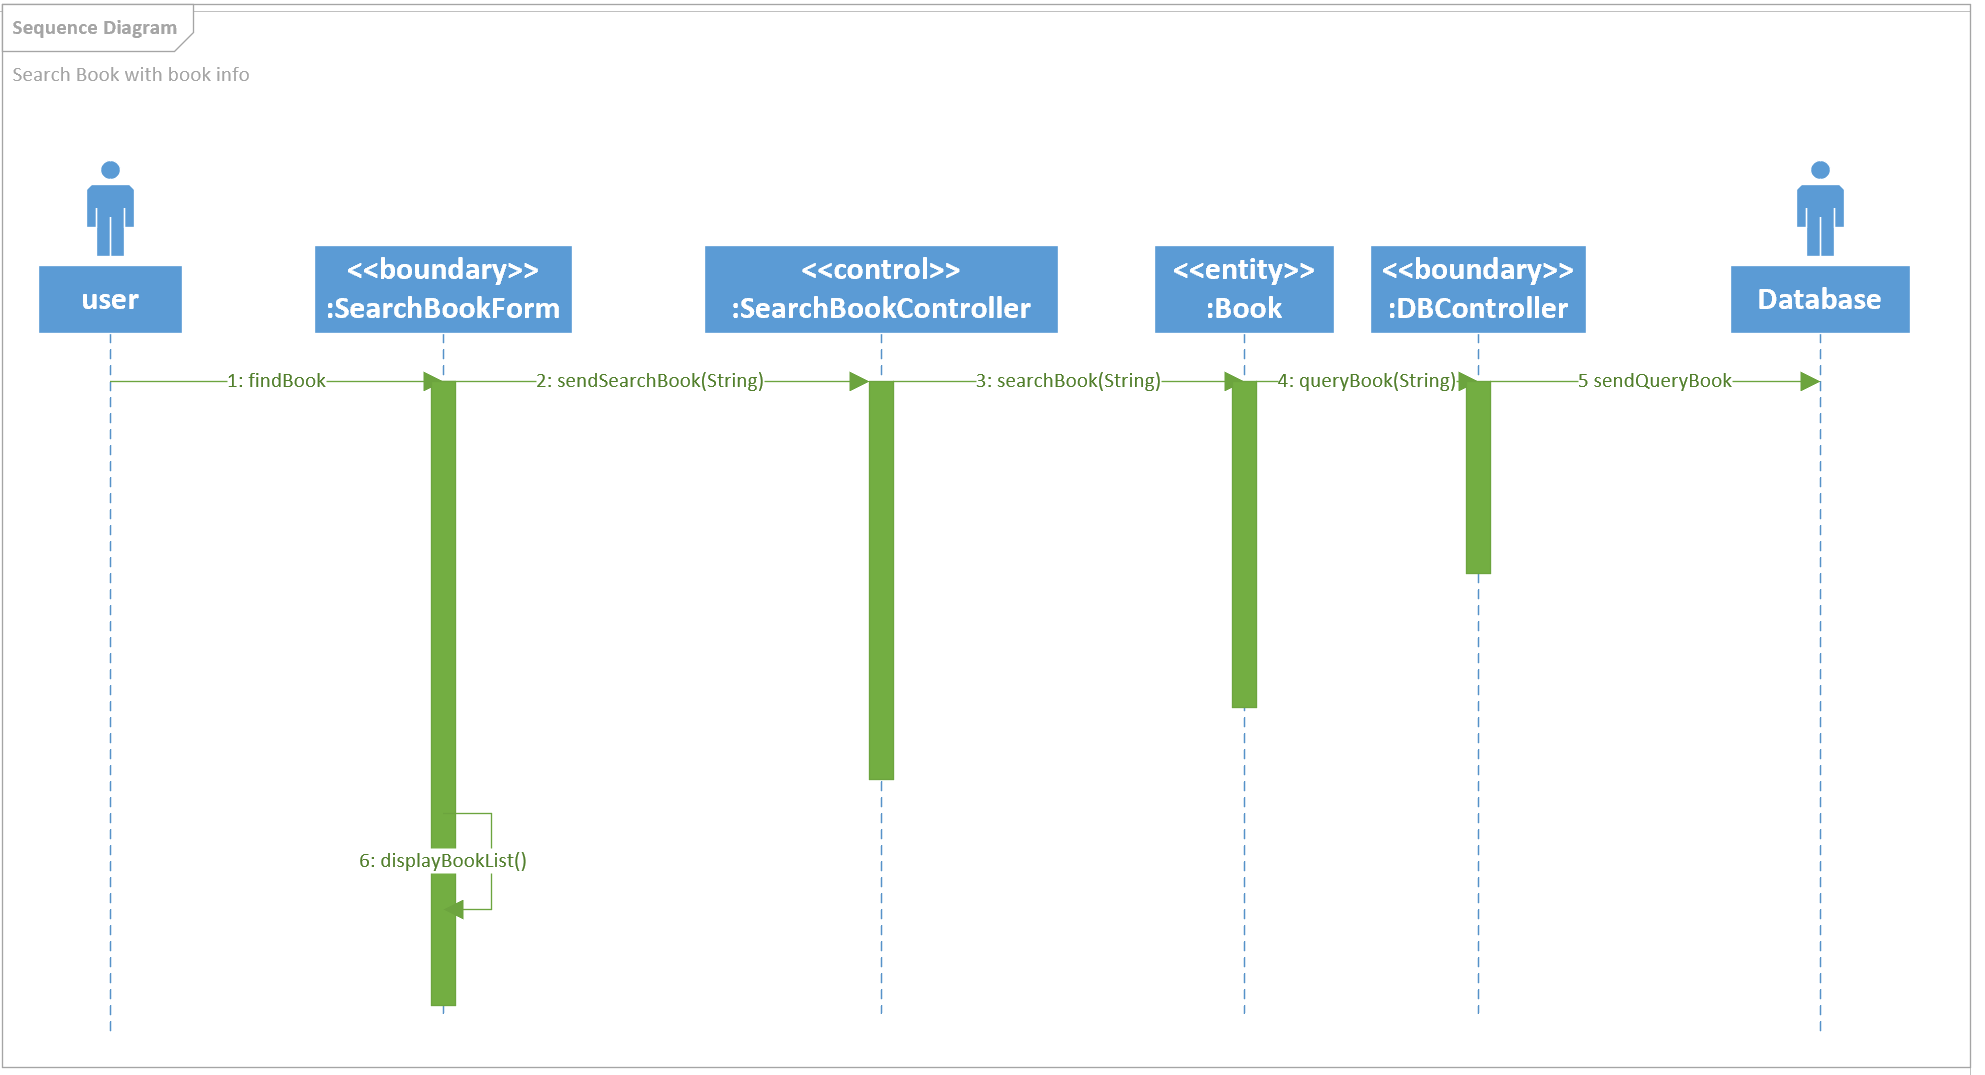 Sequence Diagram
Search Book with book info
user
<<boundary>>
:SearchBookForm
<<control>>
:SearchBookController
<<entity>>
:Book
<<boundary>>
:DBController
Database
1: findBook
2: sendSearchBook(String)
3: searchBook(String)
4: queryBook(String)
5 sendQueryBook
6: displayBookList()